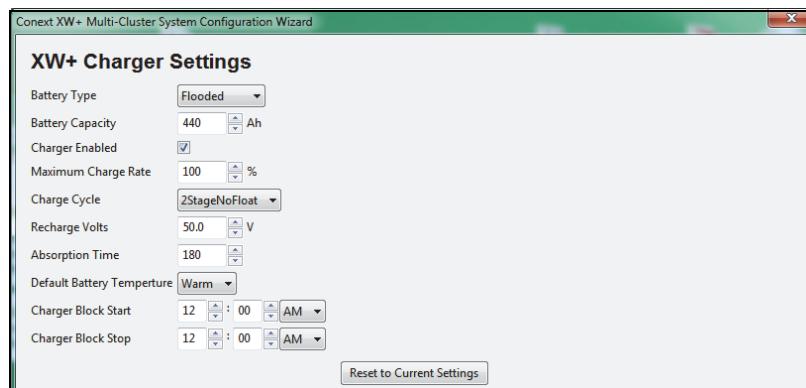 Conext XW+ Multi-Cluster System Configuration Wizard
XW+ Charger Settings
Battery Type Flooded
Battery Capacity 440 Ah
Charger Enabled
Maximum Charge Rate 100 %
Charge Cycle 2StageNoFloat
Recharge Volts 50.0 V
Absorption Time 180
Default Battery Temperture Warm
Charger Block Start 12 : 00 AM
Charger Block Stop 12 : 00 AM
Reset to Current Settings